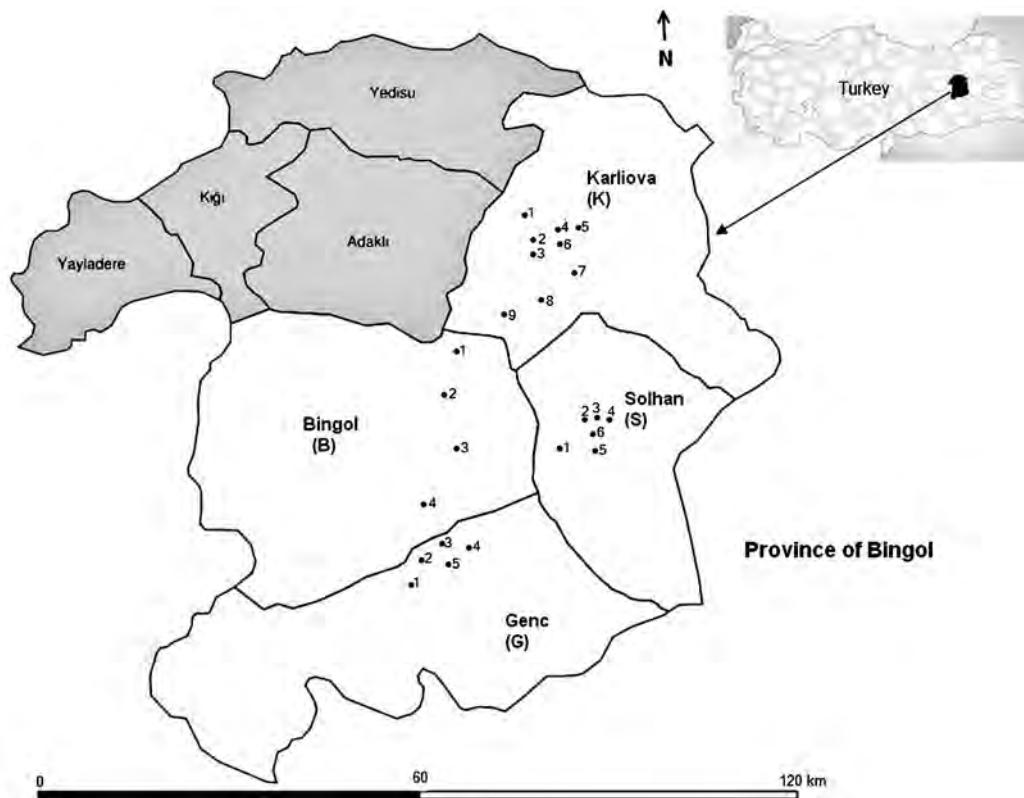 N
Turkey
Yedisu
Karliova
(K)
Kığı
Adaklı
Yayladere
1
4
5
2
6
3
7
8
9
1
2
Bingol
(B)
3
4
Solhan
(S)
2
3
4
6
1
5
Province of Bingol
3
4
2
5
1
Genc
(G)
0
60
120 km